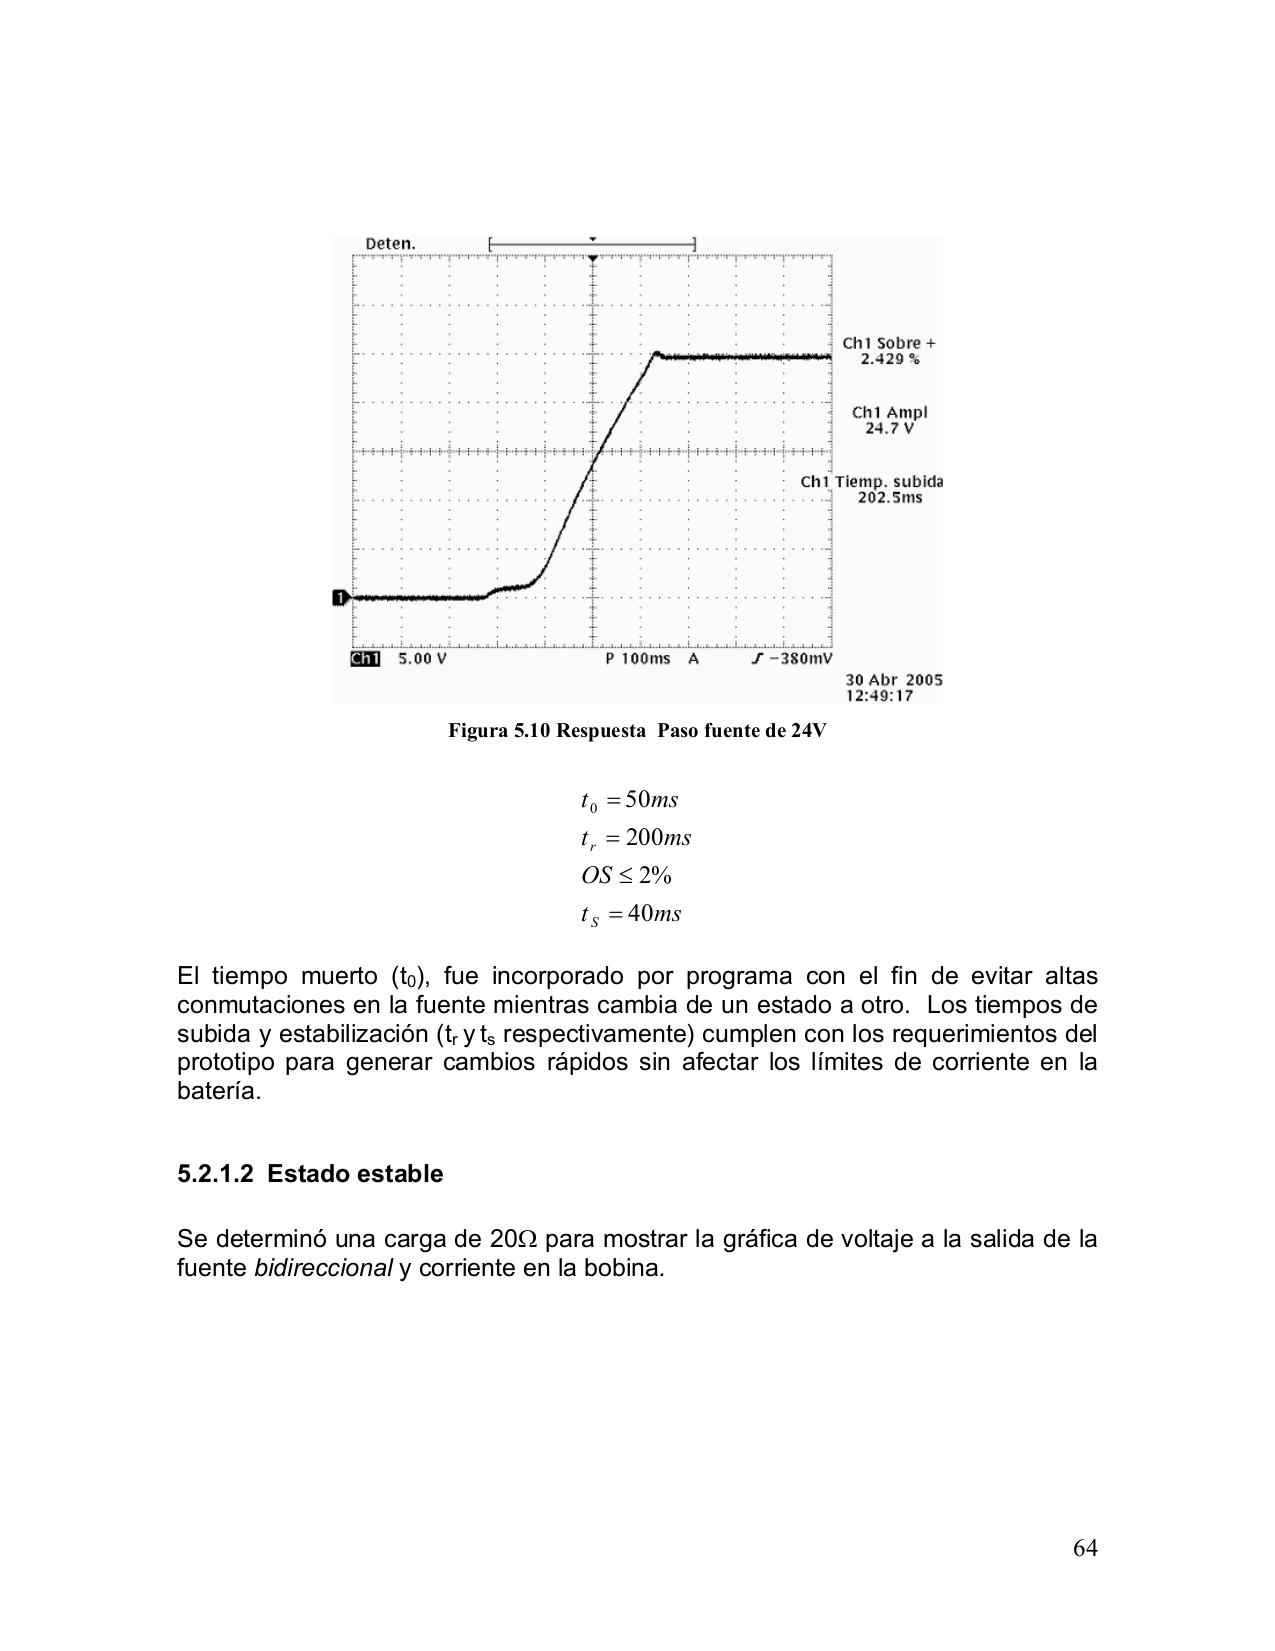 Deten.
Ch1 Sobre +
2.429 %
Ch1 Ampl
24.7 V
Ch1 Tiemp. subida
202.5ms
1
Ch1 5.00 V P 100ms A ʃ −380mV
30 Abr 2005
12:49:17
Figura 5.10 Respuesta Paso fuente de 24V
t₀ = 50ms
tᵣ = 200ms
OS ≤ 2%
t_S = 40ms
El tiempo muerto (t₀), fue incorporado por programa con el fin de evitar altas
conmutaciones en la fuente mientras cambia de un estado a otro. Los tiempos de
subida y estabilización (tᵣ y tₛ respectivamente) cumplen con los requerimientos del
prototipo para generar cambios rápidos sin afectar los límites de corriente en la
batería.
5.2.1.2 Estado estable
Se determinó una carga de 20Ω para mostrar la gráfica de voltaje a la salida de la
fuente bidireccional y corriente en la bobina.
64